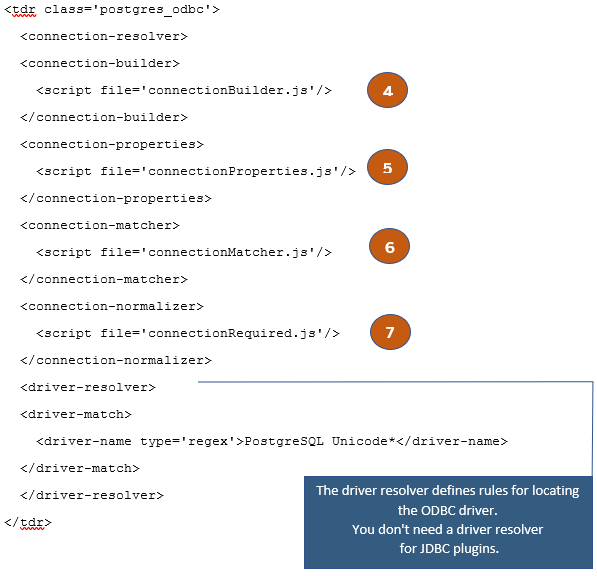 <tdr class='postgres_odbc'>
<connection-resolver>
<connection-builder>
<script file='connectionBuilder.js'/>
4
</connection-builder>
<connection-properties>
<script file='connectionProperties.js'/>
5
</connection-properties>
<connection-matcher>
<script file='connectionMatcher.js'/>
6
</connection-matcher>
<connection-normalizer>
<script file='connectionRequired.js'/>
7
</connection-normalizer>
<driver-resolver>
<driver-match>
<driver-name type='regex'>PostgreSQL Unicode*</driver-name>
</driver-match>
</driver-resolver>
</tdr>
The driver resolver defines rules for locating
the ODBC driver.
You don't need a driver resolver
for JDBC plugins.